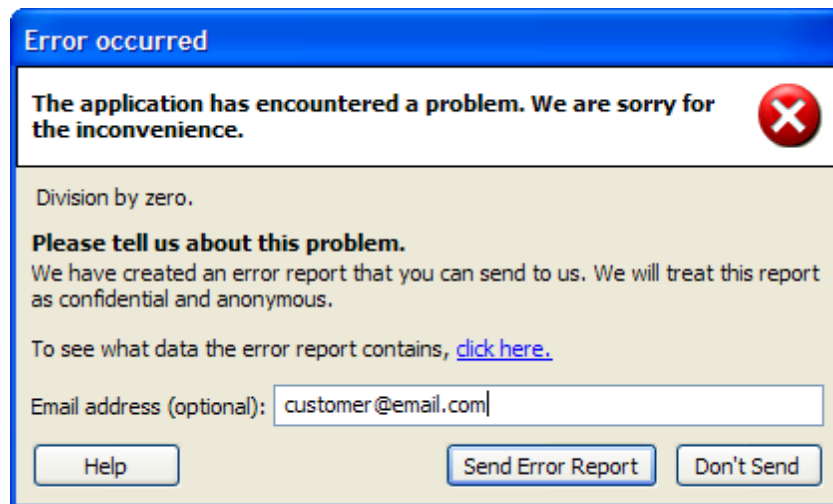 Error occurred
The application has encountered a problem. We are sorry for
the inconvenience.
Division by zero.
Please tell us about this problem.
We have created an error report that you can send to us. We will treat this report
as confidential and anonymous.
To see what data the error report contains, click here.
Email address (optional): customer@email.com
Help Send Error Report Don't Send